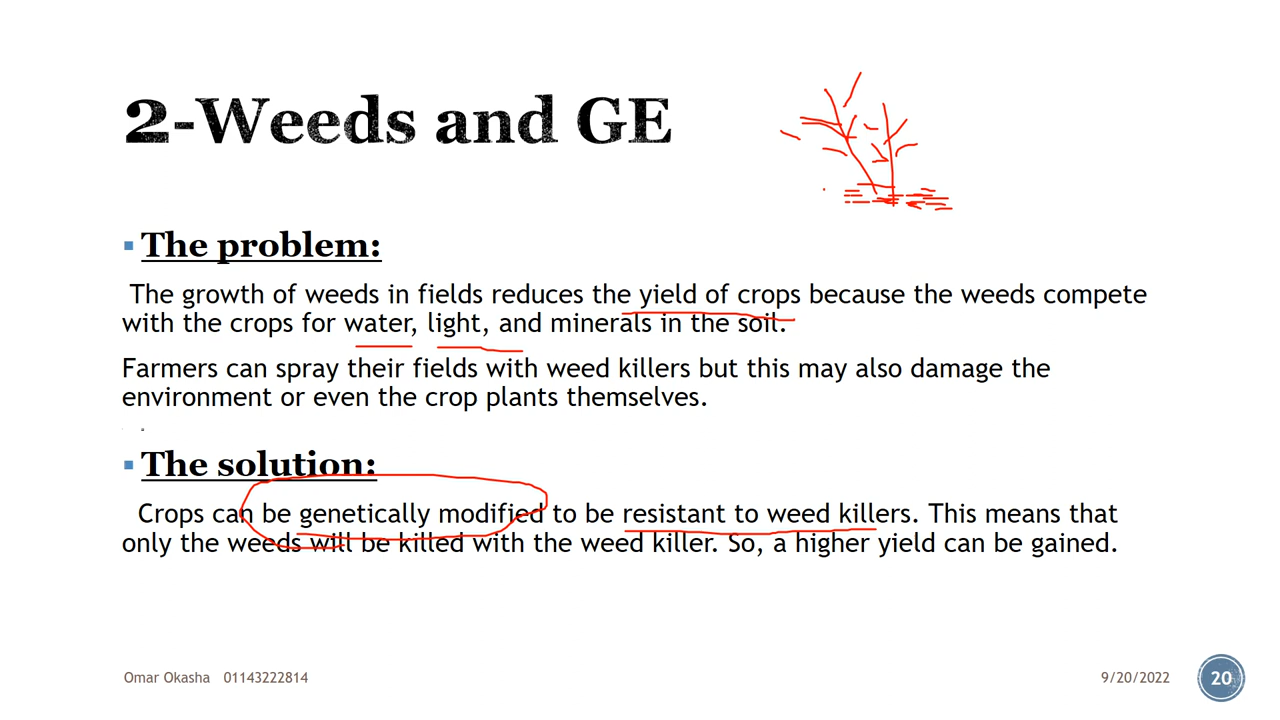 2-Weeds and GE
The problem:
The growth of weeds in fields reduces the yield of crops because the weeds compete
with the crops for water, light, and minerals in the soil.
Farmers can spray their fields with weed killers but this may also damage the
environment or even the crop plants themselves.
The solution:
Crops can be genetically modified to be resistant to weed killers. This means that
only the weeds will be killed with the weed killer. So, a higher yield can be gained.
Omar Okasha 01143222814
9/20/2022
20